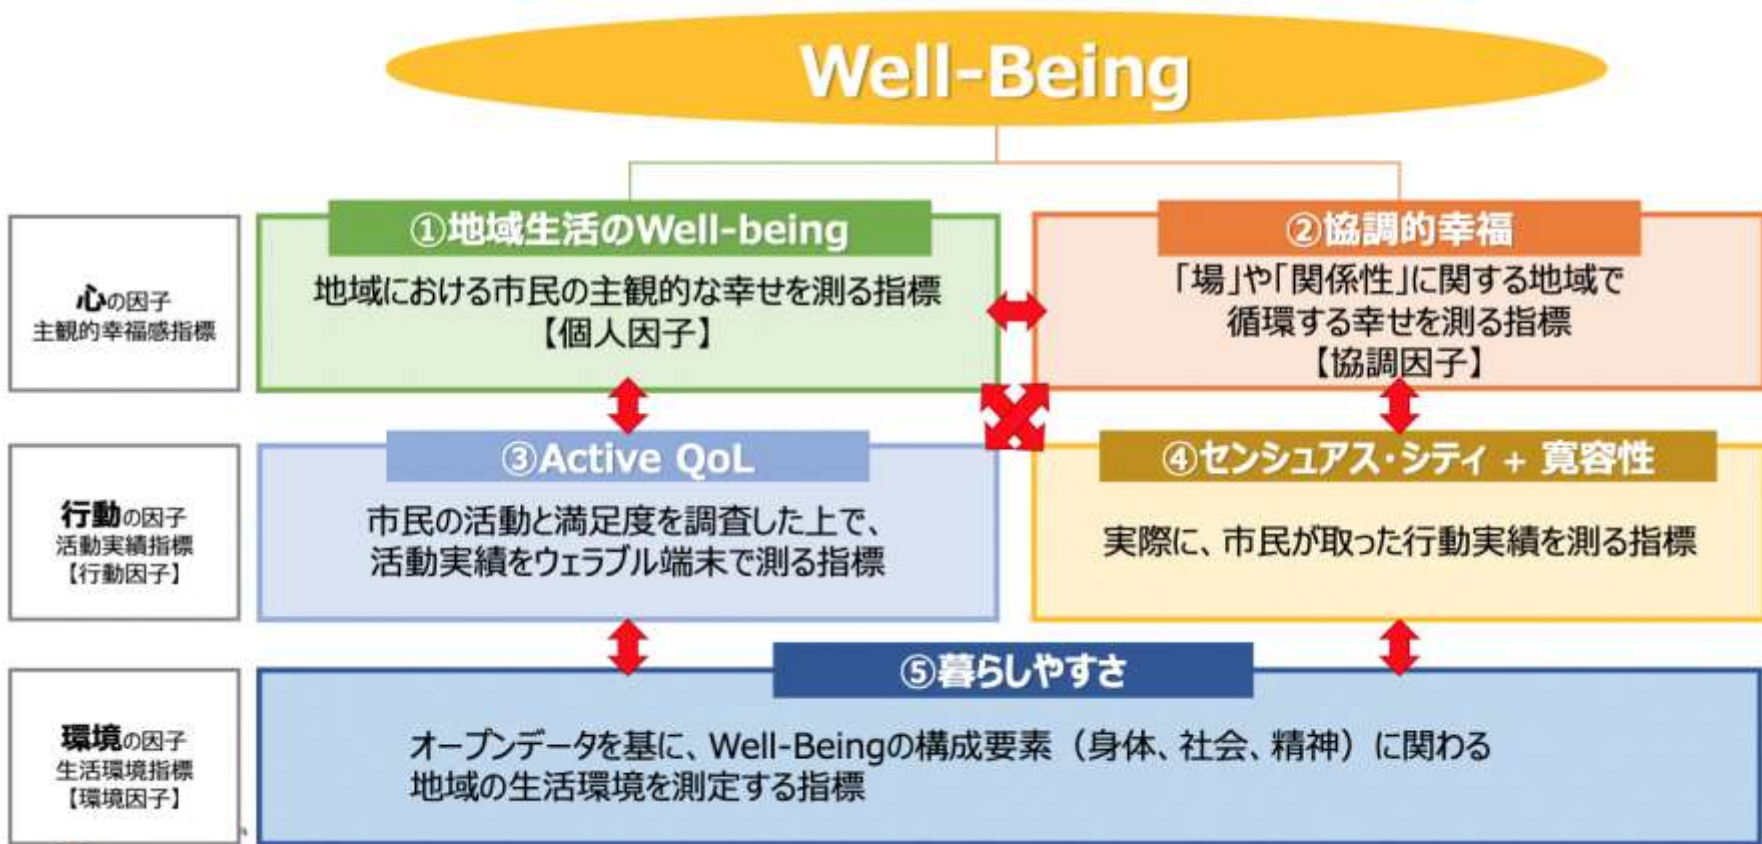 Well-Being
心の因子
主観的幸福感指標
①地域生活のWell-being
地域における市民の主観的な幸せを測る指標
【個人因子】
②協調的幸福
「場」や「関係性」に関する地域で
循環する幸せを測る指標
【協調因子】
行動の因子
活動実績指標
【行動因子】
③Active QoL
市民の活動と満足度を調査した上で、
活動実績をウェラブル端末で測る指標
④センシュアス・シティ + 寛容性
実際に、市民が取った行動実績を測る指標
環境の因子
生活環境指標
【環境因子】
⑤暮らしやすさ
オープンデータを基に、Well-Beingの構成要素（身体、社会、精神）に関わる
地域の生活環境を測定する指標